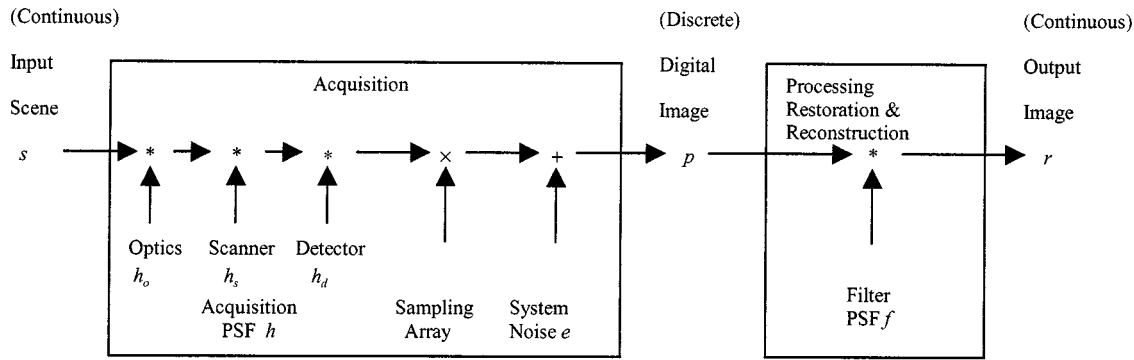 (Continuous)
Input
Scene
s
Acquisition
*
*
*
×
+
Optics
h_o
Scanner
h_s
Detector
h_d
Acquisition
PSF h
Sampling
Array
System
Noise e
(Discrete)
Digital
Image
p
Processing
Restoration &
Reconstruction
*
Filter
PSF f
(Continuous)
Output
Image
r